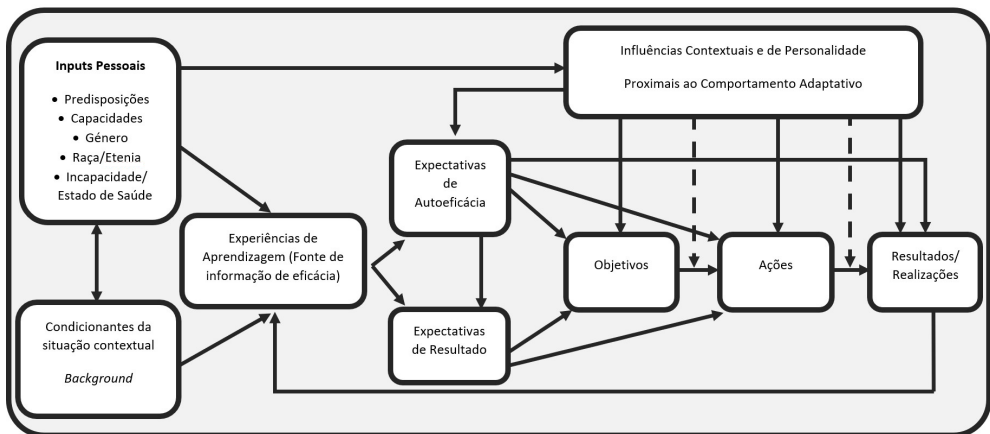 Inputs Pessoais
• Predisposições
• Capacidades
• Género
• Raça/Etenia
• Incapacidade/
Estado de Saúde
Condicionantes da
situação contextual
Background
Experiências de
Aprendizagem (Fonte de
informação de eficácia)
Influências Contextuais e de Personalidade
Proximais ao Comportamento Adaptativo
Expectativas
de
Autoeficácia
Expectativas
de Resultado
Objetivos
Ações
Resultados/
Realizações